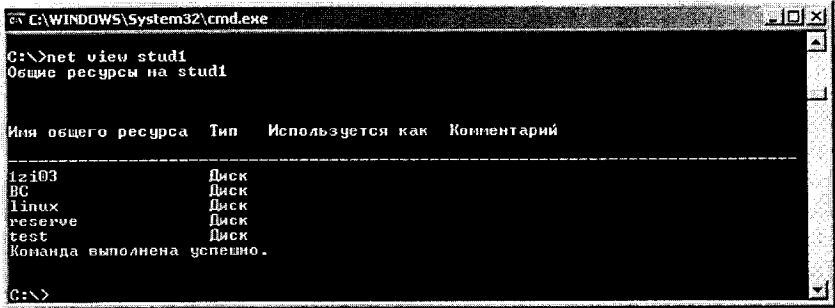 C:\WINDOWS\System32\cmd.exe
C:\>net view stud1
Общие ресурсы на stud1
Имя общего ресурса Тип Используется как Комментарий
-------------------------------------------------------------------------------
1zi03 Диск
BC Диск
linux Диск
reserve Диск
test Диск
Команда выполнена успешно.
C:\>